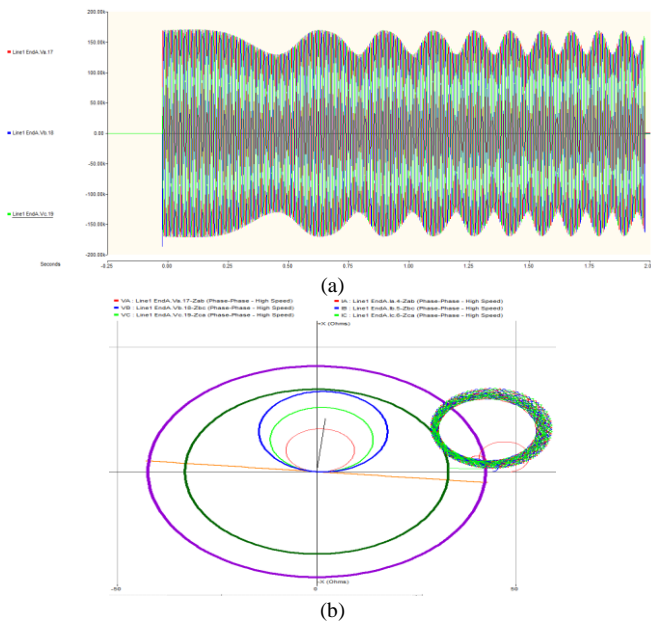 200.00k
Line1 EndA.Va.17
150.00k
100.00k
50.00k
Line1 EndA.Vb.18
0.00
-50.00k
-100.00k
-150.00k
Line1 EndA.Vc.19
-200.00k
Seconds
-0.25 0.00 0.25 0.50 0.75 1.00 1.25 1.50 1.75 2.0
(a)
VA : Line1 EndA.Va.17-Zab (Phase-Phase - High Speed) IA : Line1 EndA.Ia.4-Zab (Phase-Phase - High Speed)
VB : Line1 EndA.Vb.18-Zbc (Phase-Phase - High Speed) IB : Line1 EndA.Ib.5-Zbc (Phase-Phase - High Speed)
VC : Line1 EndA.Vc.19-Zca (Phase-Phase - High Speed) IC : Line1 EndA.Ic.6-Zca (Phase-Phase - High Speed)
+X (Ohms)
-X (Ohms)
-50 0 50
(b)